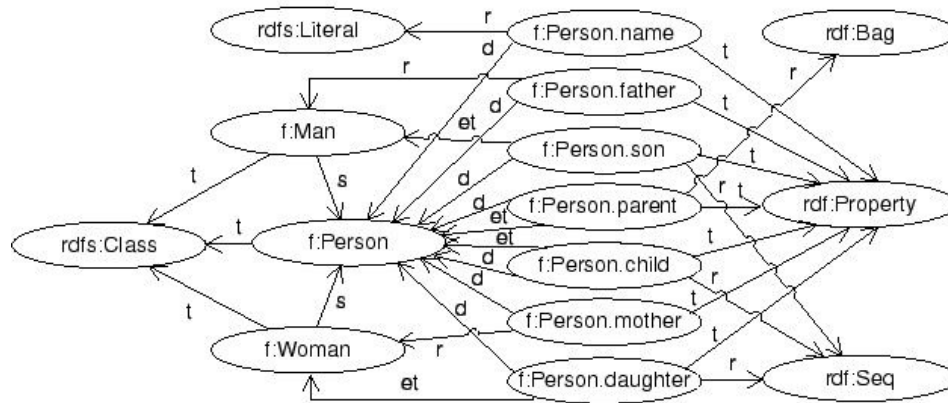 rdfs:Literal
r
f:Person.name
rdf:Bag
d
t
r
r
f:Person.father
d
t
f:Man
et
f:Person.son
t
t
s
d
r
d
f:Person.parent
t
rdf:Property
et
rdfs:Class
t
f:Person
et
t
f:Person.child
d
r
s
d
t
t
f:Person.mother
d
f:Woman
r
t
et
f:Person.daughter
r
rdf:Seq